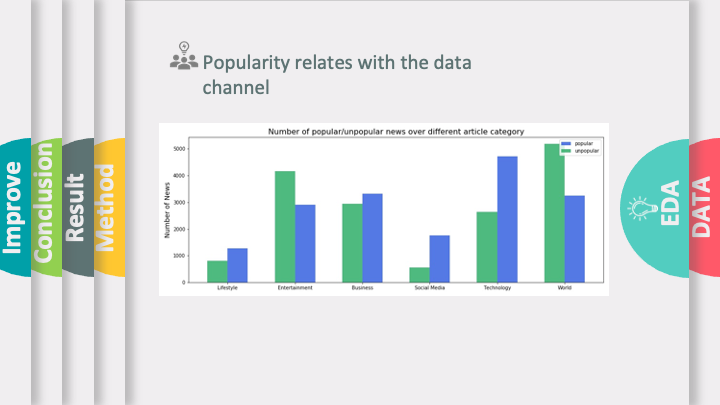 Popularity relates with the data
channel
Number of popular/unpopular news over different article category
popular
unpopular
Number of News
5000
4000
3000
2000
1000
0
Lifestyle
Entertainment
Business
Social Media
Technology
World
Improve
Conclusion
Result
Method
EDA
DATA